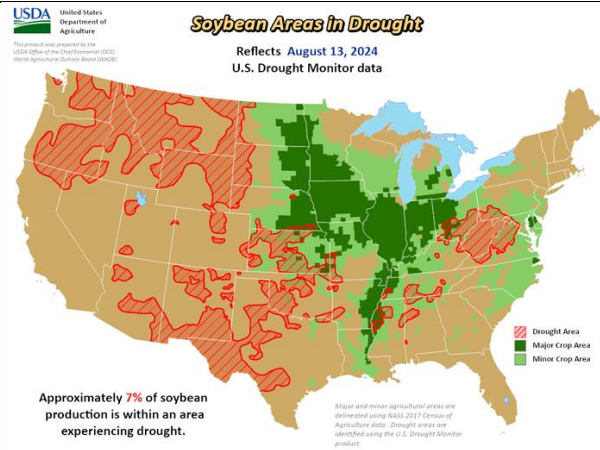 USDA
United States
Department of
Agriculture
This product was prepared by the
USDA Office of the Chief Economist (OCE)
World Agricultural Outlook Board (WAOB)
Soybean Areas in Drought
Reflects August 13, 2024
U.S. Drought Monitor data
Drought Area
Major Crop Area
Minor Crop Area
Approximately 7% of soybean
production is within an area
experiencing drought.
Major and minor agricultural areas are
delineated using NASS 2017 Census of
Agriculture data. Drought areas are
identified using the U.S. Drought Monitor
product.